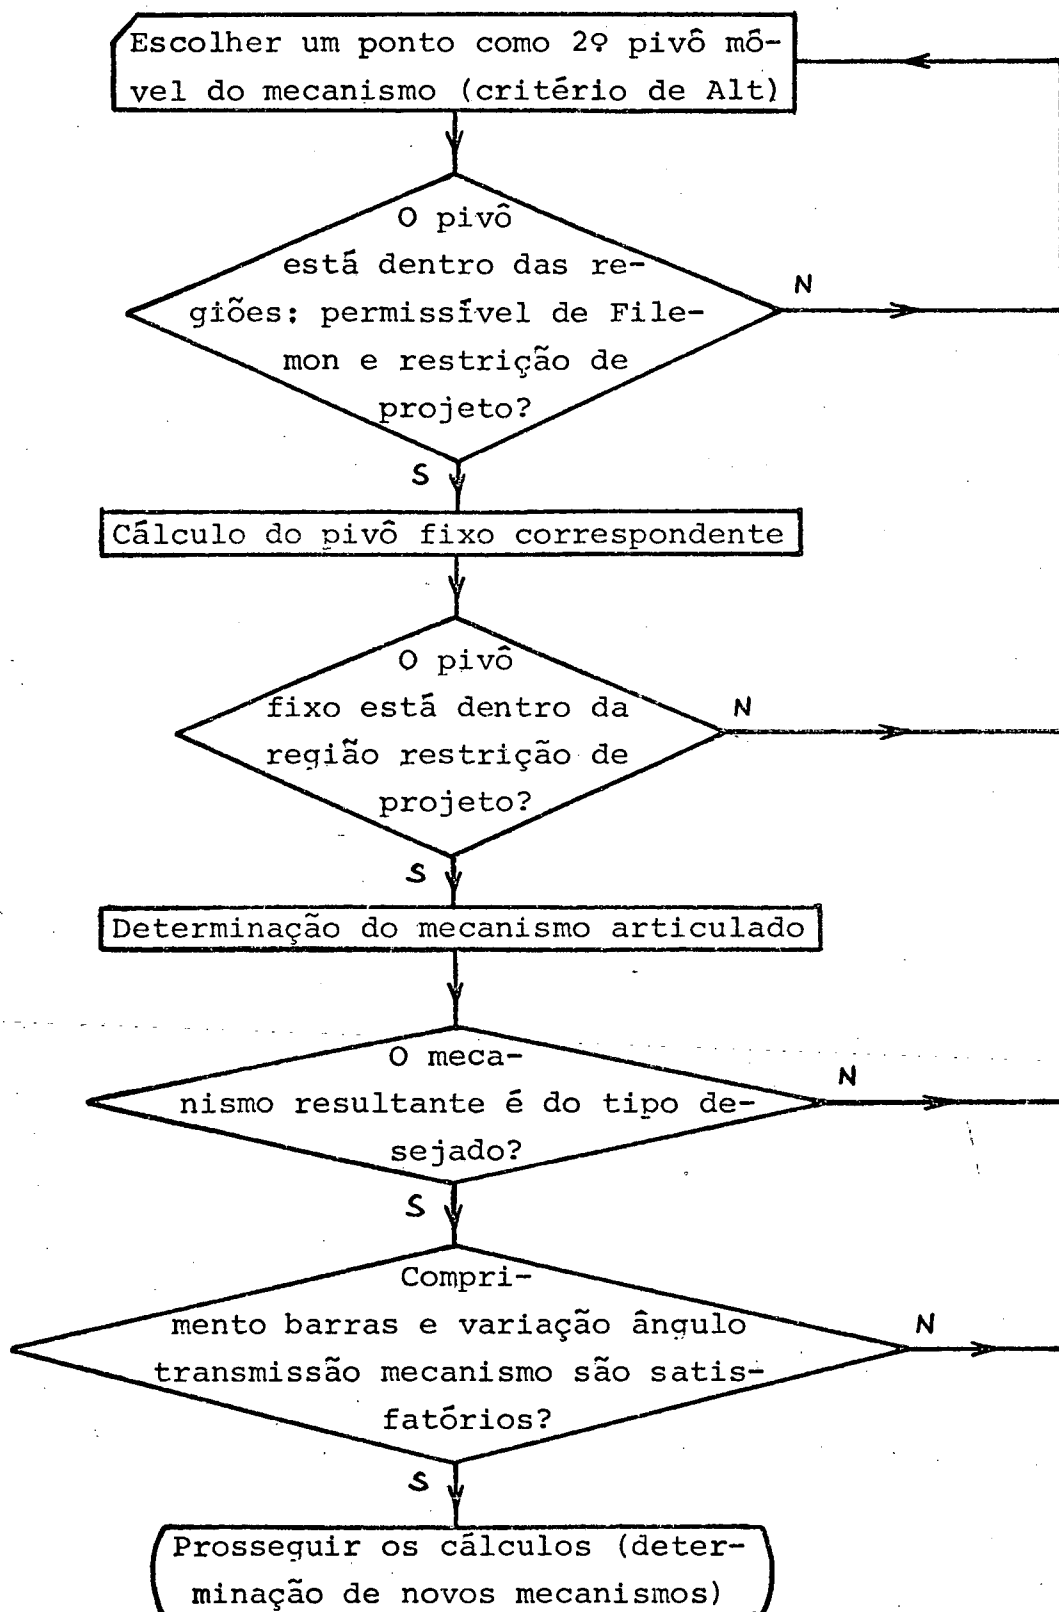 Escolher um ponto como 2º pivô mó-
vel do mecanismo (critério de Alt)
O pivô
está dentro das re-
giões: permissível de File-
mon e restrição de
projeto?
N
S
Cálculo do pivô fixo correspondente
O pivô
fixo está dentro da
região restrição de
projeto?
N
S
Determinação do mecanismo articulado
O meca-
nismo resultante é do tipo de-
sejado?
N
S
Compri-
mento barras e variação ângulo
transmissão mecanismo são satis-
fatórios?
N
S
Prosseguir os cálculos (deter-
minação de novos mecanismos)